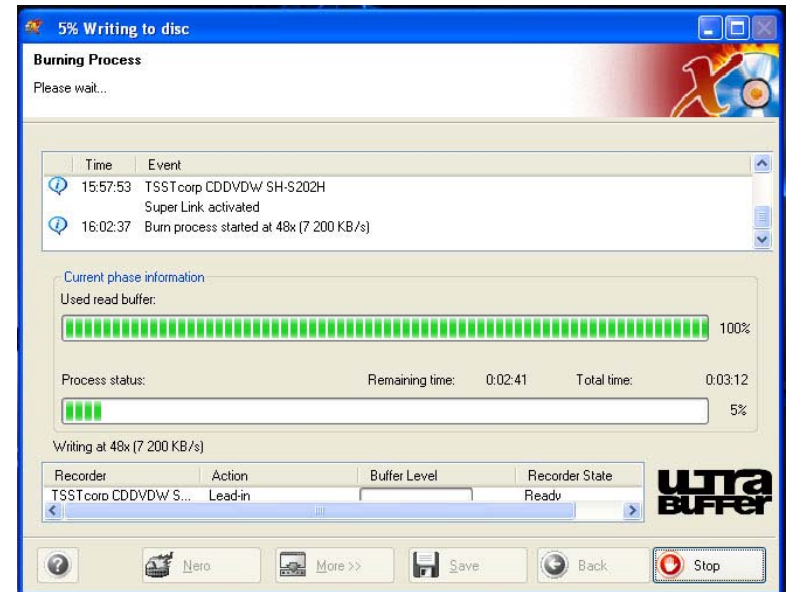 5% Writing to disc
Burning Process
Please wait...
Time Event
15:57:53 TSSTcorp CDDVDW SH-S202H
Super Link activated
16:02:37 Burn process started at 48x (7 200 KB/s)
Current phase information
Used read buffer:
100%
Process status: Remaining time: 0:02:41 Total time: 0:03:12
5%
Writing at 48x (7 200 KB/s)
Recorder Action Buffer Level Recorder State
TSSTcorp CDDVDW S... Lead-in Ready
ULTRA
BUFFER
Nero More >> Save Back Stop